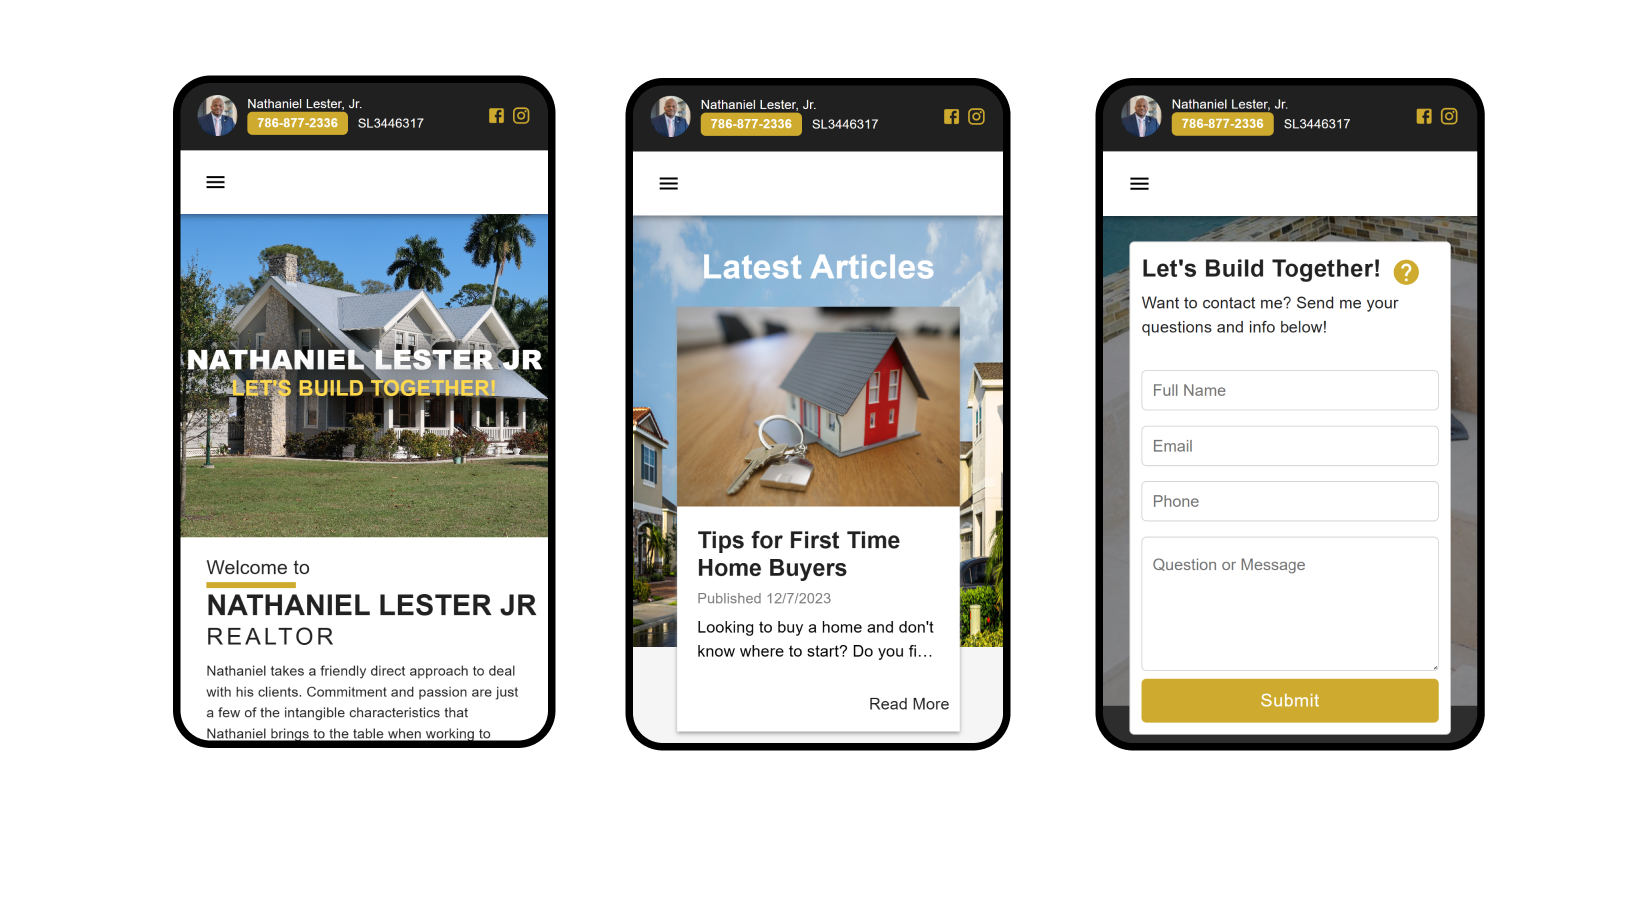 Nathaniel Lester, Jr.
786-877-2336 SL3446317
NATHANIEL LESTER JR
LET'S BUILD TOGETHER!
Welcome to
NATHANIEL LESTER JR
REALTOR
Nathaniel takes a friendly direct approach to deal
with his clients. Commitment and passion are just
a few of the intangible characteristics that
Nathaniel brings to the table when working to
Nathaniel Lester, Jr.
786-877-2336 SL3446317
Latest Articles
Tips for First Time
Home Buyers
Published 12/7/2023
Looking to buy a home and don't
know where to start? Do you fi...
Read More
Nathaniel Lester, Jr.
786-877-2336 SL3446317
Let's Build Together! ?
Want to contact me? Send me your
questions and info below!
Full Name
Email
Phone
Question or Message
Submit